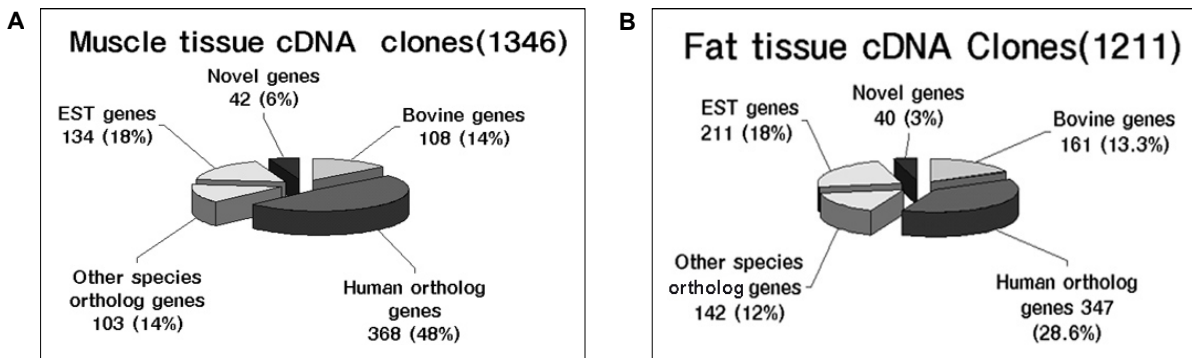 A
Muscle tissue cDNA clones(1346)
Novel genes
42 (6%)
EST genes
134 (18%)
Bovine genes
108 (14%)
Other species
ortholog genes
103 (14%)
Human ortholog
genes
368 (48%)
B
Fat tissue cDNA Clones(1211)
Novel genes
40 (3%)
EST genes
211 (18%)
Bovine genes
161 (13.3%)
Other species
ortholog genes
142 (12%)
Human ortholog
genes 347
(28.6%)